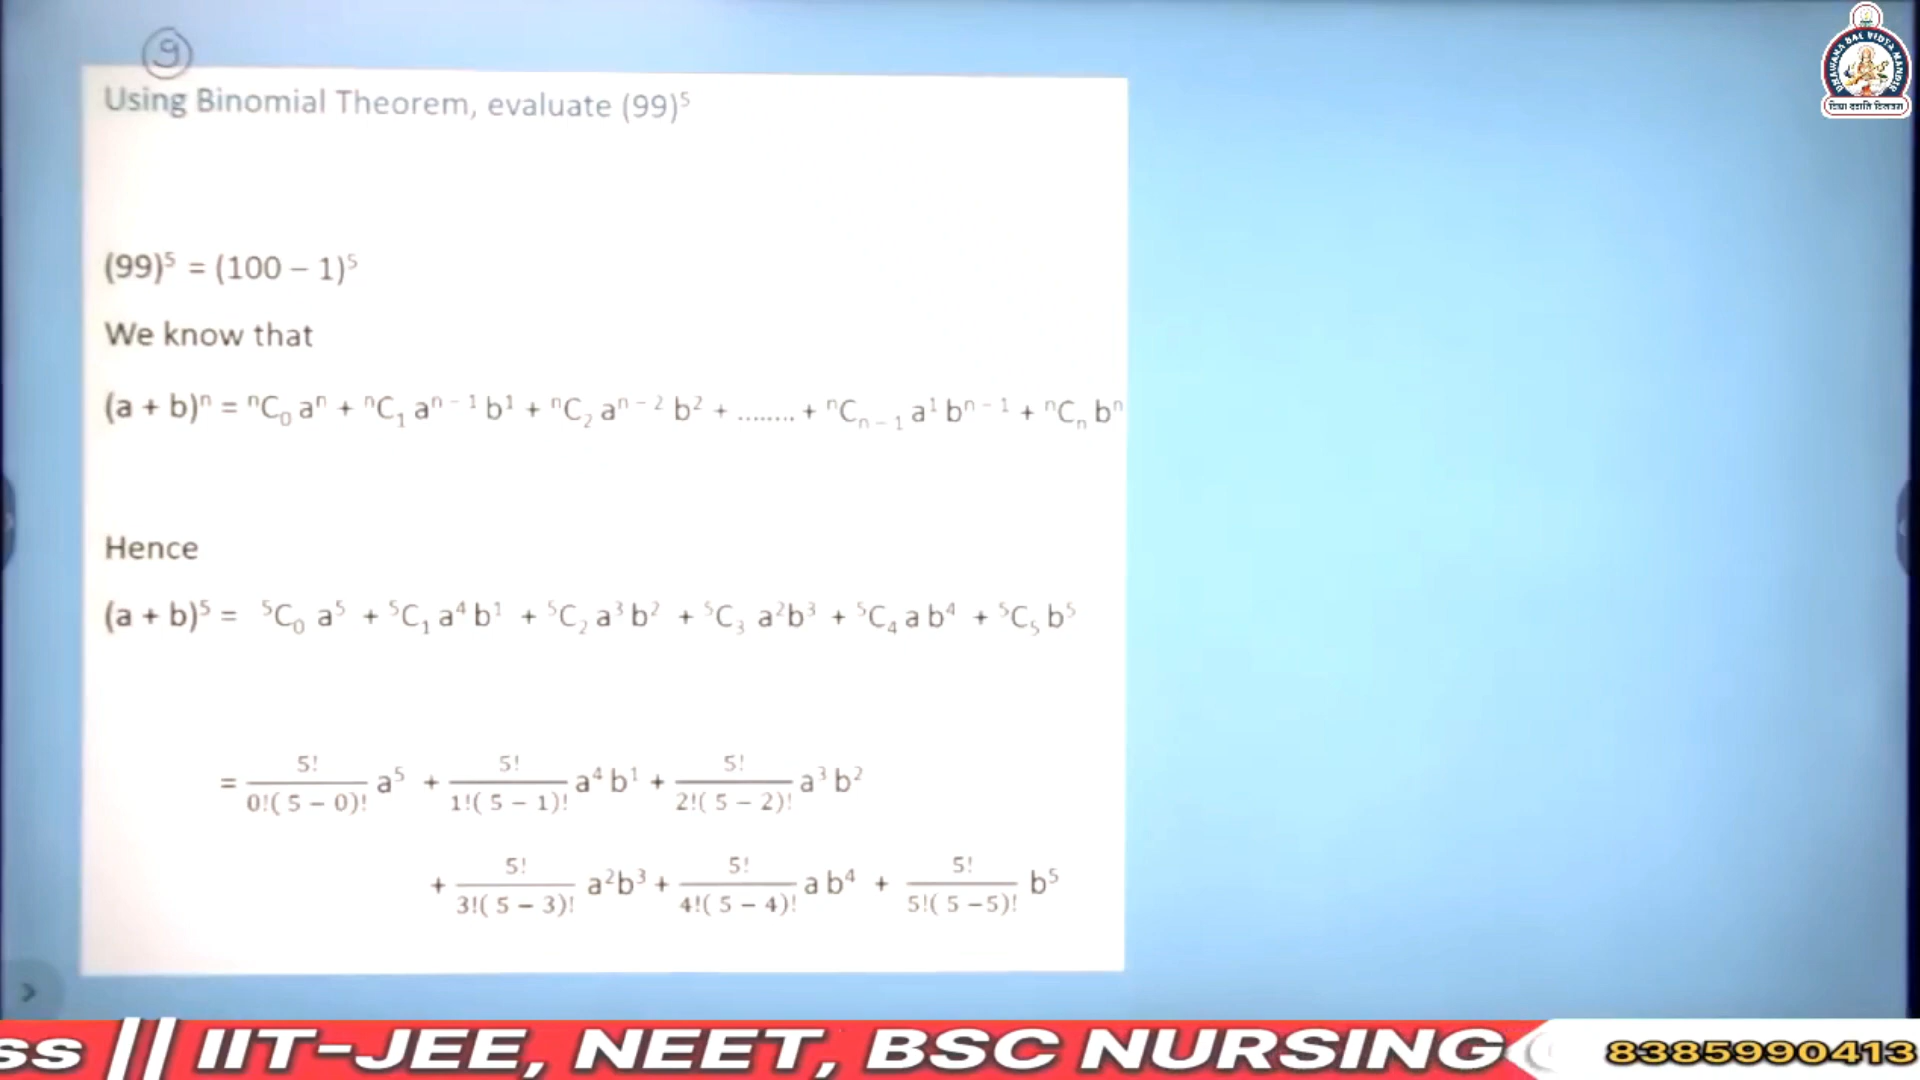 9
Using Binomial Theorem, evaluate (99)⁵
(99)⁵ = (100 – 1)⁵
We know that
(a + b)ⁿ = ⁿC₀ aⁿ + ⁿC₁ aⁿ ⁻ ¹ b¹ + ⁿC₂ aⁿ ⁻ ² b² + ........ + ⁿCₙ ₋ ₁ a¹ bⁿ ⁻ ¹ + ⁿCₙ bⁿ
Hence
(a + b)⁵ = ⁵C₀ a⁵ + ⁵C₁ a⁴ b¹ + ⁵C₂ a³ b² + ⁵C₃ a²b³ + ⁵C₄ a b⁴ + ⁵C₅ b⁵
= 5!/0!( 5 – 0)! a⁵ + 5!/1!( 5 – 1)! a⁴ b¹ + 5!/2!( 5 – 2)! a³ b²
+ 5!/3!( 5 – 3)! a²b³ + 5!/4!( 5 – 4)! a b⁴ + 5!/5!( 5 –5)! b⁵
ss || IIT-JEE, NEET, BSC NURSING
8385990413